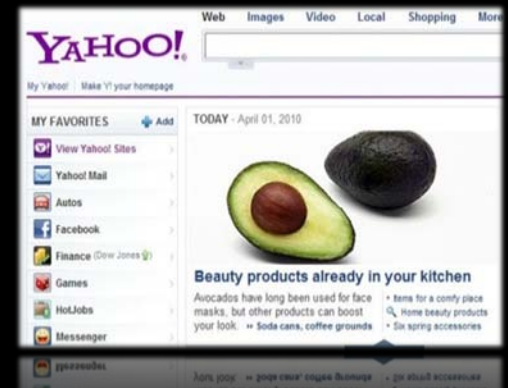 Web Images Video Local Shopping More
YAHOO!
My Yahoo! Make Y! your homepage
MY FAVORITES Add
View Yahoo! Sites
Yahoo! Mail
Autos
Facebook
Finance (Dew Jones)
Games
HotJobs
Messenger
TODAY - April 01, 2010
Beauty products already in your kitchen
Avocados have long been used for face
masks, but other products can boost
your look. » Soda cans, coffee grounds
• Items for a comfy place
Home beauty products
• Six spring accessories